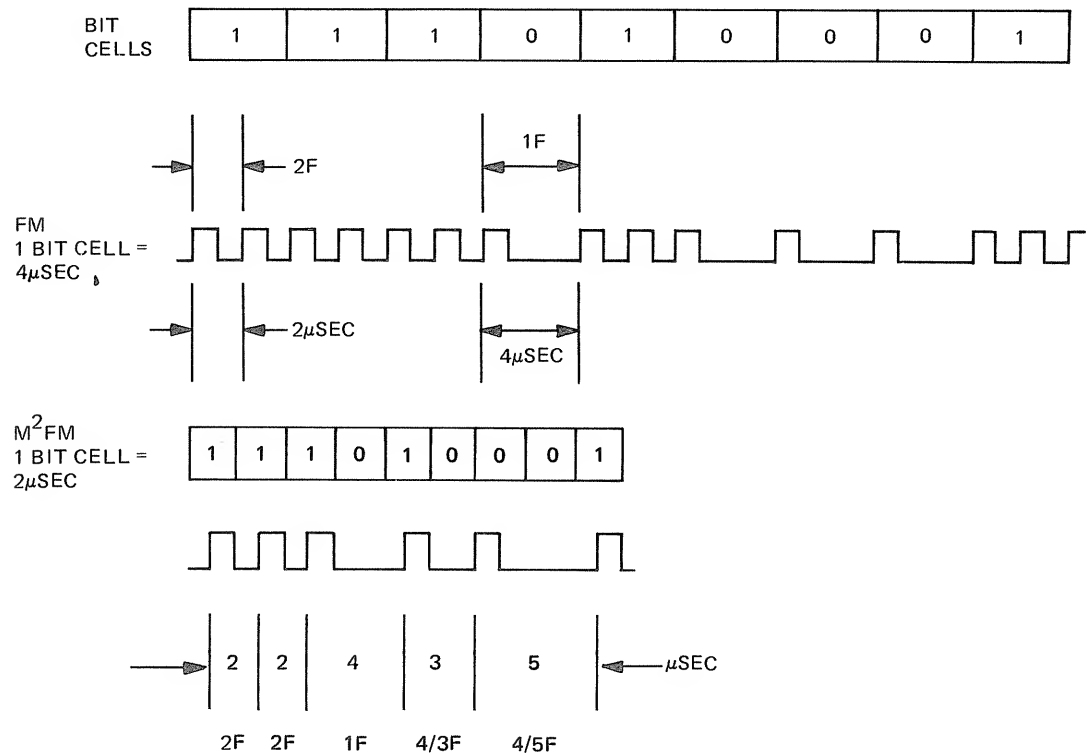 BIT
CELLS
1 1 1 0 1 0 0 0 1
2F
1F
FM
1 BIT CELL =
4μSEC
2μSEC
4μSEC
M²FM
1 BIT CELL =
2μSEC
1 1 1 0 1 0 0 0 1
2 2 4 3 5 μSEC
2F 2F 1F 4/3F 4/5F